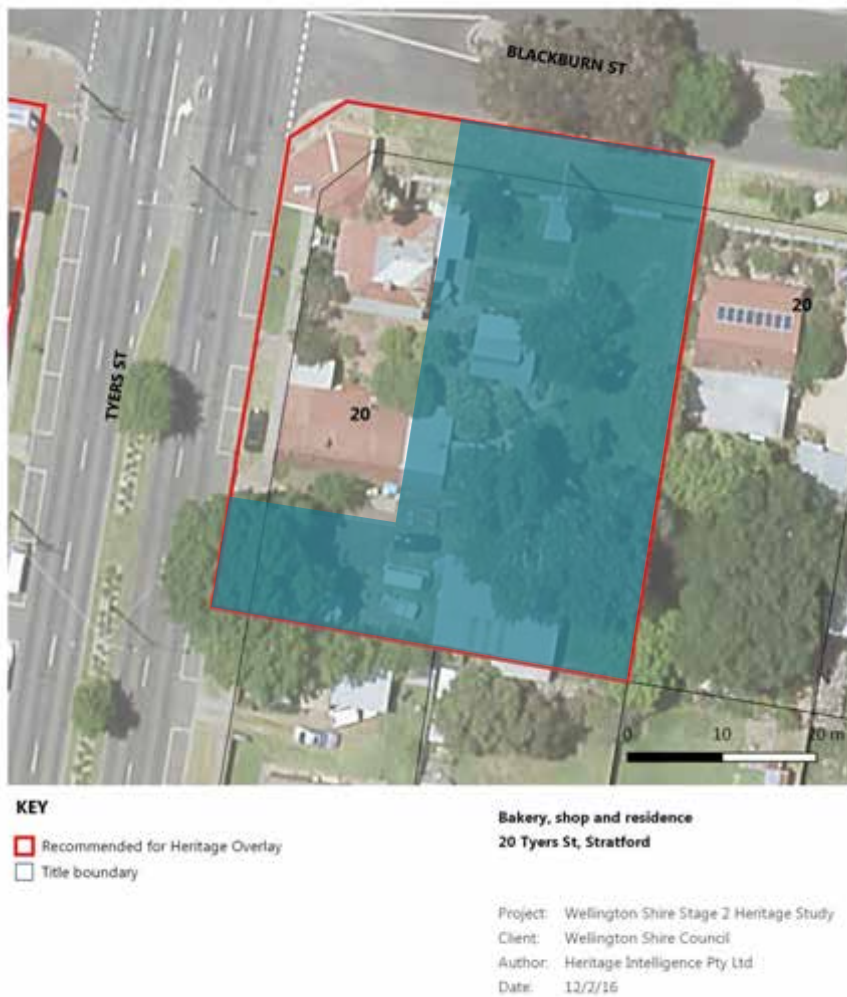 BLACKBURN ST
TYERS ST
20
20
0 10 20 m
KEY
Recommended for Heritage Overlay
Title boundary
Bakery, shop and residence
20 Tyers St, Stratford
Project: Wellington Shire Stage 2 Heritage Study
Client: Wellington Shire Council
Author: Heritage Intelligence Pty Ltd
Date: 12/2/16